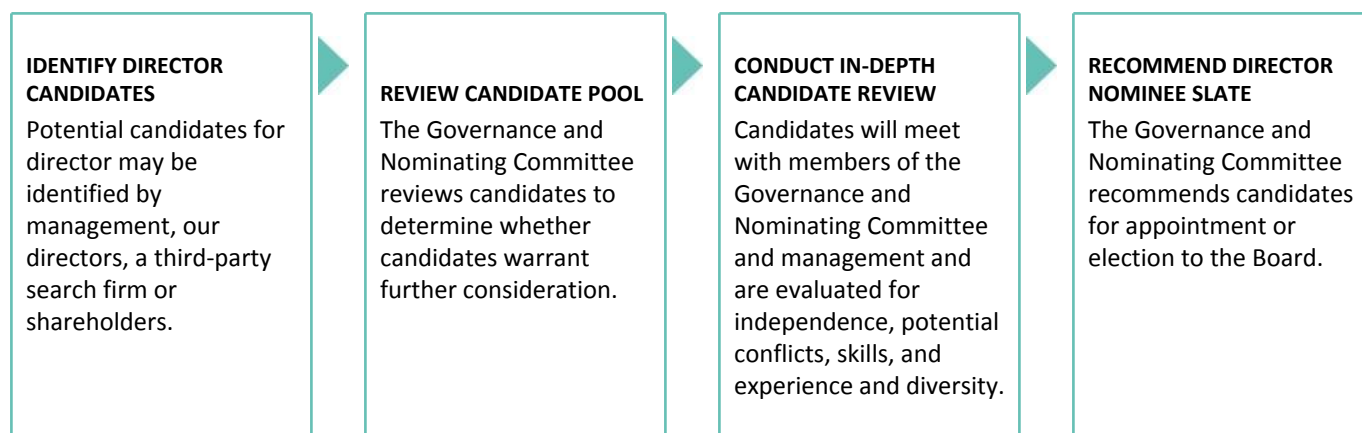 IDENTIFY DIRECTOR
CANDIDATES
Potential candidates for
director may be
identified by
management, our
directors, a third-party
search firm or
shareholders.
REVIEW CANDIDATE POOL
The Governance and
Nominating Committee
reviews candidates to
determine whether
candidates warrant
further consideration.
CONDUCT IN-DEPTH
CANDIDATE REVIEW
Candidates will meet
with members of the
Governance and
Nominating Committee
and management and
are evaluated for
independence, potential
conflicts, skills, and
experience and diversity.
RECOMMEND DIRECTOR
NOMINEE SLATE
The Governance and
Nominating Committee
recommends candidates
for appointment or
election to the Board.